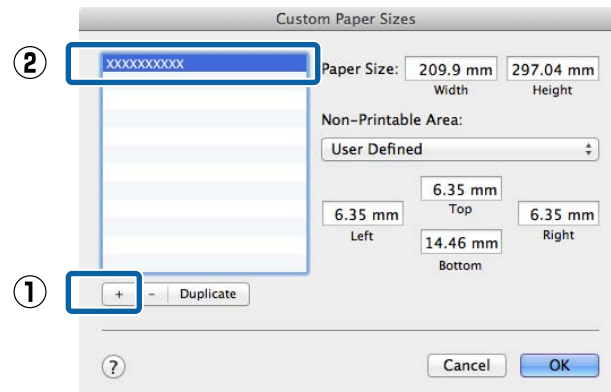 Custom Paper Sizes
② XXXXXXXXXX
Paper Size: 209.9 mm 297.04 mm
Width Height
Non-Printable Area:
User Defined
6.35 mm
Top
6.35 mm 6.35 mm
Left Right
14.46 mm
Bottom
① + - Duplicate
? Cancel OK